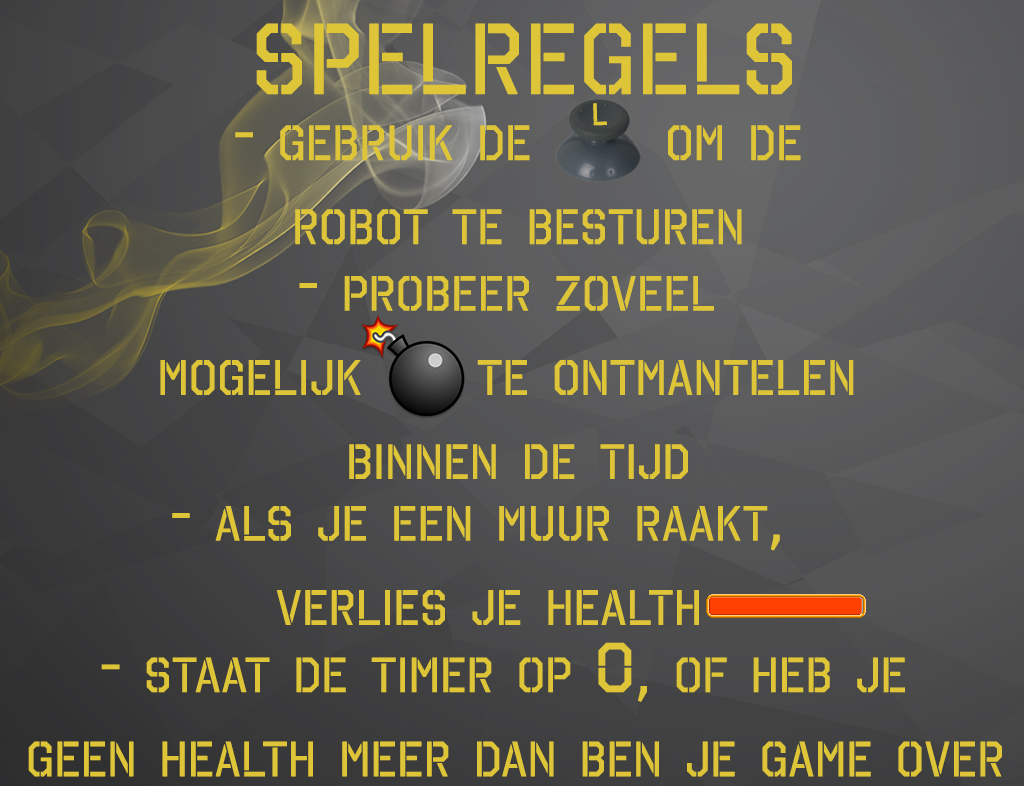 SPELREGELS
- GEBRUIK DE L OM DE
ROBOT TE BESTUREN
- PROBEER ZOVEEL
MOGELIJK TE ONTMANTELEN
BINNEN DE TIJD
- ALS JE EEN MUUR RAAKT,
VERLIES JE HEALTH
- STAAT DE TIMER OP 0, OF HEB JE
GEEN HEALTH MEER DAN BEN JE GAME OVER